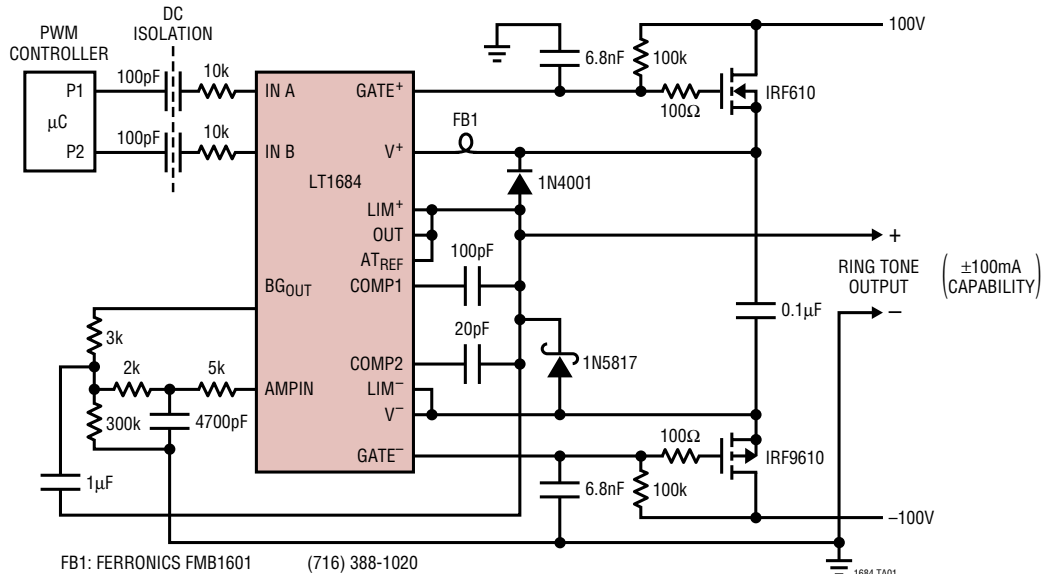 PWM
CONTROLLER
DC
ISOLATION
P1
µC
P2
100pF
10k
100pF
10k
IN A
IN B
LT1684
BGOUT
AMPIN
GATE+
V+
LIM+
OUT
ATREF
COMP1
COMP2
LIM–
V–
GATE–
6.8nF
100k
100Ω
IRF610
100V
FB1
1N4001
100pF
20pF
1N5817
+
RING TONE
OUTPUT
–
(±100mA
CAPABILITY)
0.1µF
3k
2k
5k
300k
4700pF
1µF
100Ω
IRF9610
6.8nF
100k
–100V
FB1: FERRONICS FMB1601 (716) 388-1020
1684 TA01